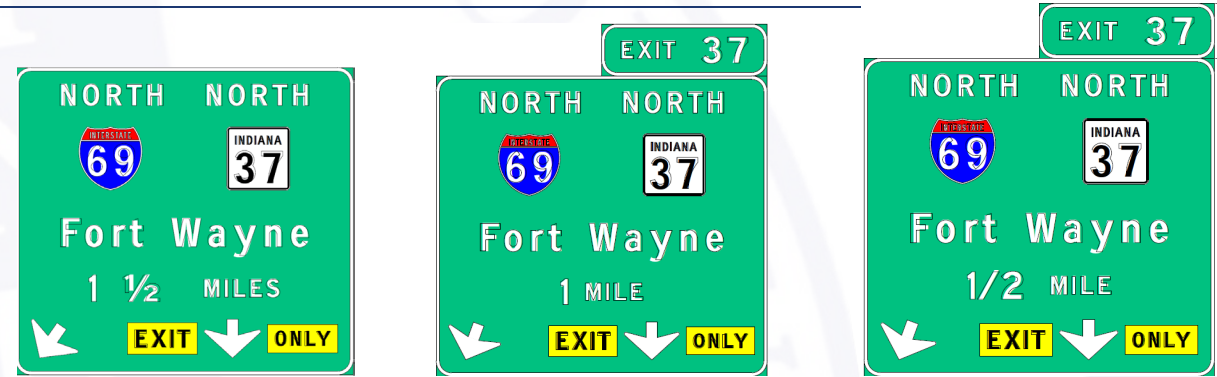 NORTH NORTH
INTERSTATE
69
INDIANA
37
Fort Wayne
1 ½ MILES
EXIT ONLY
EXIT 37
NORTH NORTH
INTERSTATE
69
INDIANA
37
Fort Wayne
1 MILE
EXIT ONLY
EXIT 37
NORTH NORTH
INTERSTATE
69
INDIANA
37
Fort Wayne
1/2 MILE
EXIT ONLY